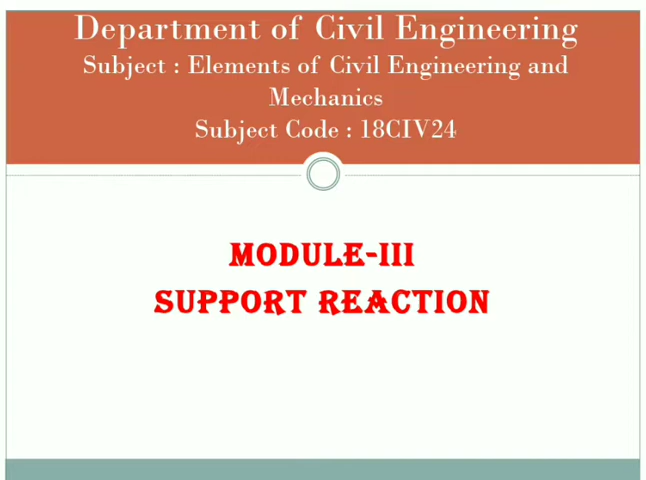 Department of Civil Engineering
Subject : Elements of Civil Engineering and
Mechanics
Subject Code : 18CIV24
MODULE-III
SUPPORT REACTION